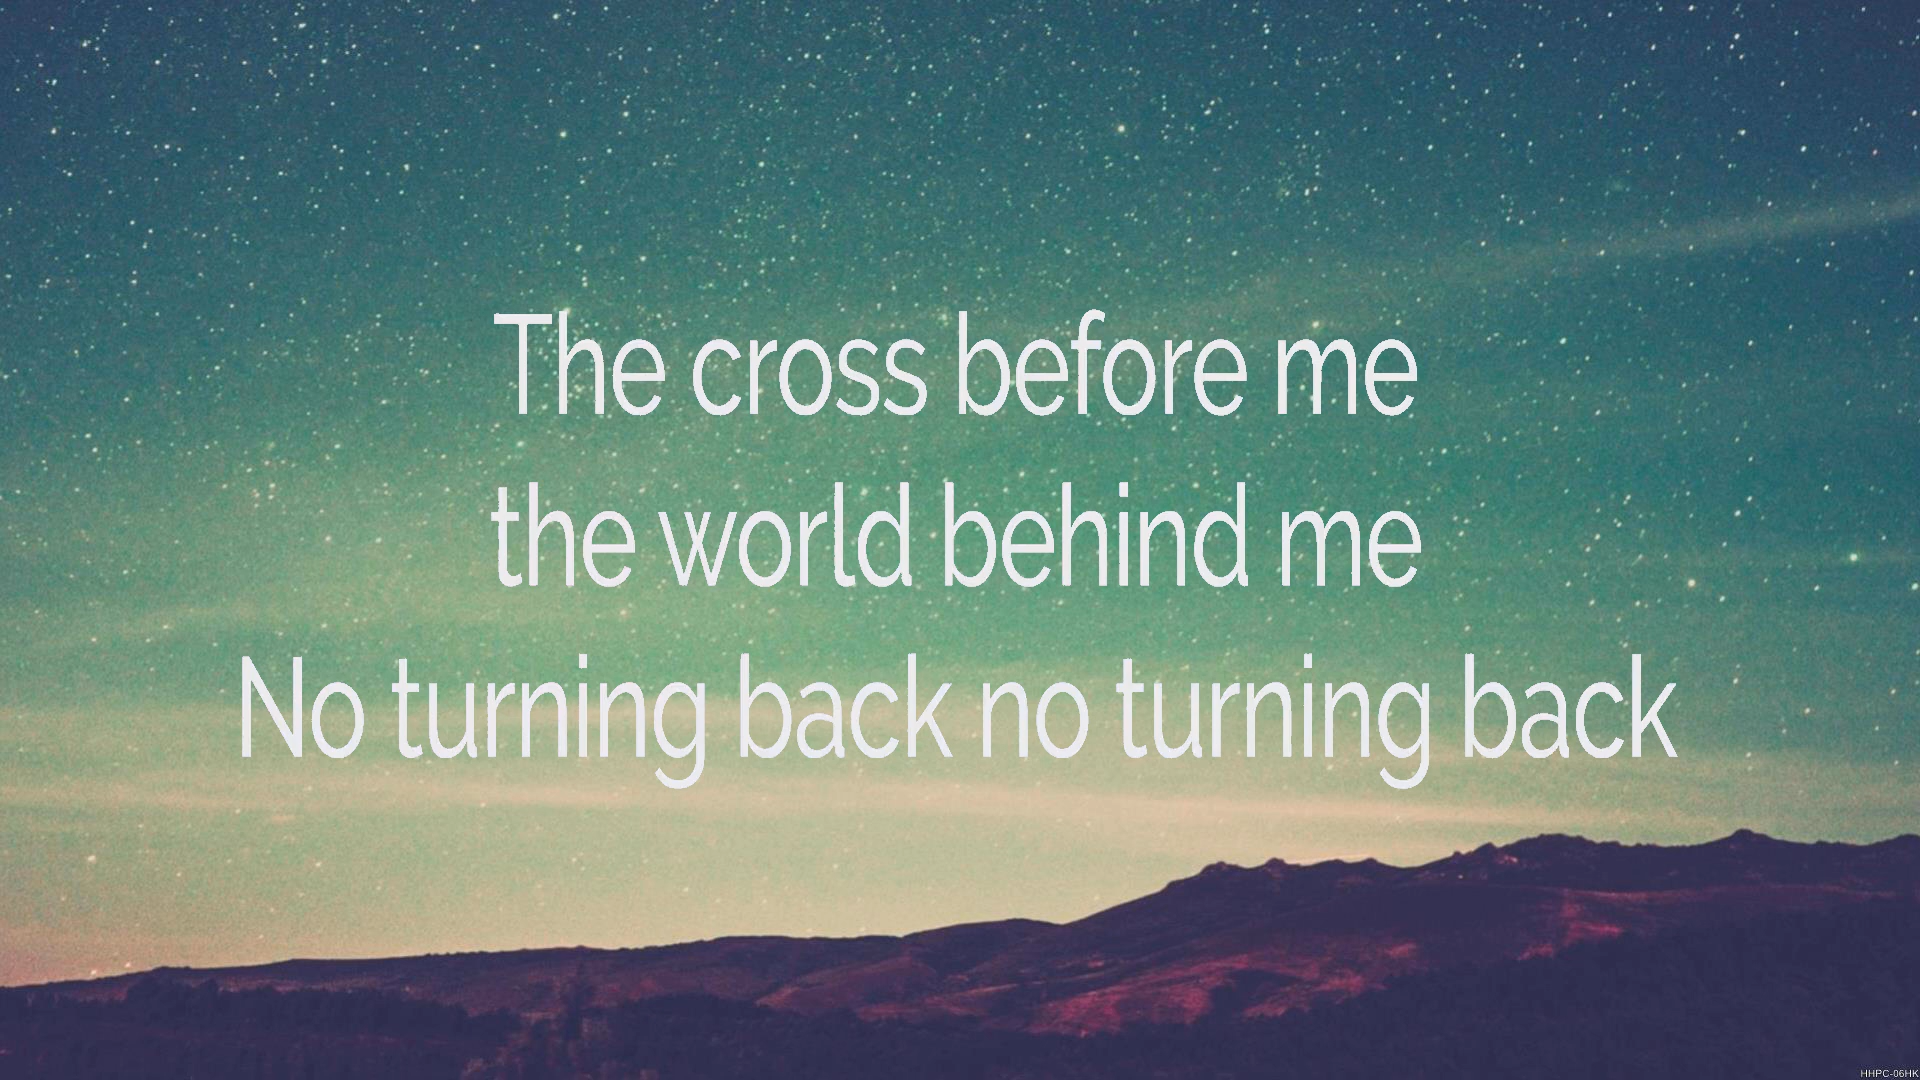 The cross before me
the world behind me
No turning back no turning back
HHPC-06HK